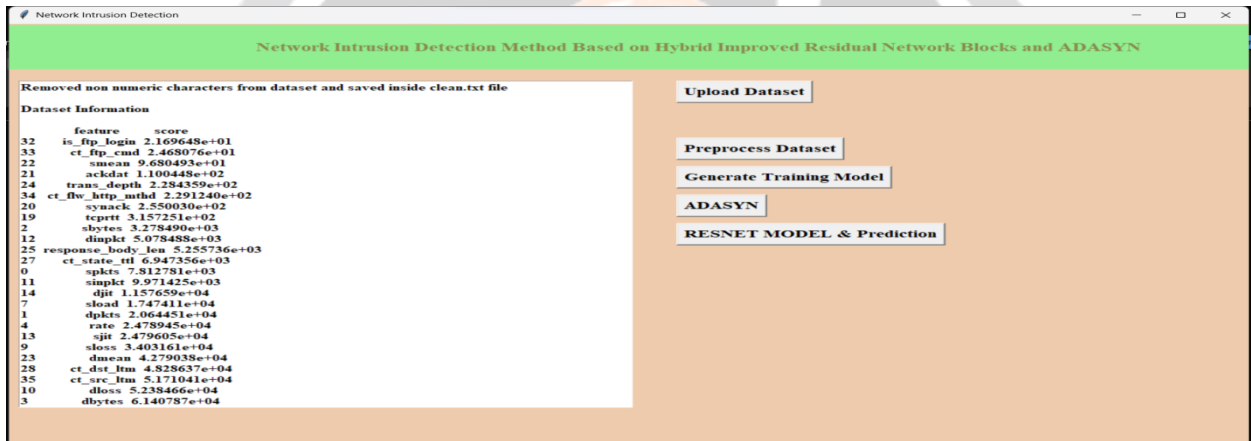 Network Intrusion Detection
Network Intrusion Detection Method Based on Hybrid Improved Residual Network Blocks and ADASYN
Removed non numeric characters from dataset and saved inside clean.txt file
Dataset Information
feature score
32 is_ftp_login 2.169648e+01
33 ct_ftp_cmd 2.468076e+01
22 smean 9.680493e+01
21 ackdat 1.100448e+02
24 trans_depth 2.284359e+02
34 ct_flw_http_mthd 2.291240e+02
20 synack 2.550030e+02
19 tcprtt 3.157251e+02
2 sbytes 3.278490e+03
12 dinpkt 5.078488e+03
25 response_body_len 5.255736e+03
27 ct_state_ttl 6.947356e+03
0 spkts 7.812781e+03
11 sinpkt 9.971425e+03
14 djit 1.157659e+04
7 sload 1.747411e+04
1 dpkts 2.064451e+04
4 rate 2.478945e+04
13 sjit 2.479605e+04
9 sloss 3.403161e+04
23 dmean 4.279038e+04
28 ct_dst_ltm 4.828637e+04
35 ct_src_ltm 5.171041e+04
10 dloss 5.238466e+04
3 dbytes 6.140787e+04
Upload Dataset
Preprocess Dataset
Generate Training Model
ADASYN
RESNET MODEL & Prediction